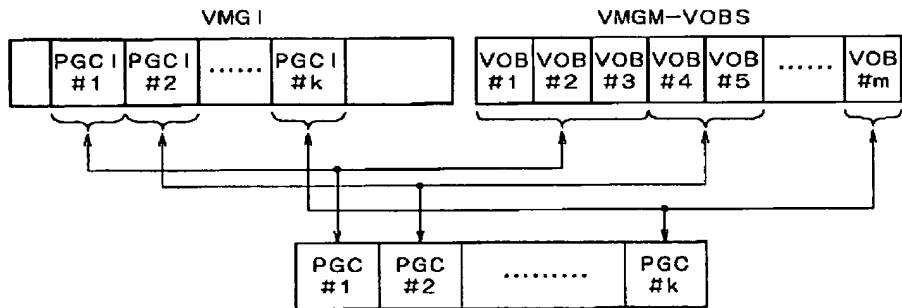 VMGI VMGM-VOBS
PGCI PGCI ...... PGCI VOB VOB VOB VOB VOB ...... VOB
#1 #2 #k #1 #2 #3 #4 #5 #m
PGC PGC ......... PGC
#1 #2 #k